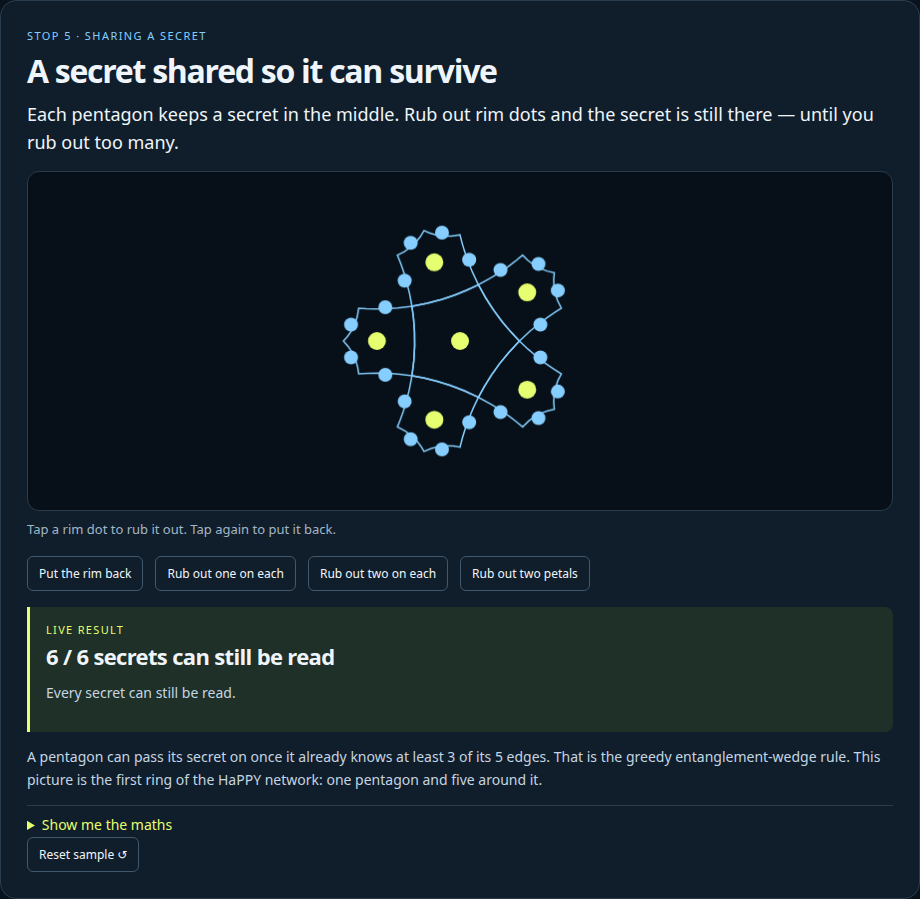 STOP 5 · SHARING A SECRET
A secret shared so it can survive
Each pentagon keeps a secret in the middle. Rub out rim dots and the secret is still there — until you
rub out too many.
Tap a rim dot to rub it out. Tap again to put it back.
Put the rim back
Rub out one on each
Rub out two on each
Rub out two petals
LIVE RESULT
6 / 6 secrets can still be read
Every secret can still be read.
A pentagon can pass its secret on once it already knows at least 3 of its 5 edges. That is the greedy entanglement-wedge rule. This
picture is the first ring of the HaPPY network: one pentagon and five around it.
▶ Show me the maths
Reset sample ↺